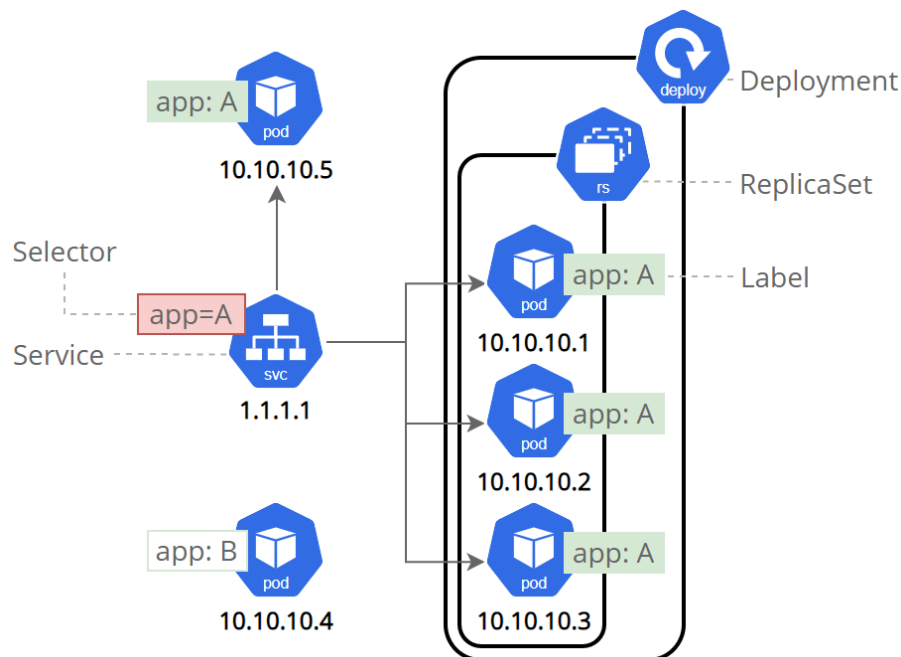 deploy
Deployment
app: A
pod
10.10.10.5
rs
ReplicaSet
Selector
app=A
Service
svc
1.1.1.1
pod
app: A
Label
10.10.10.1
pod
app: A
10.10.10.2
app: B
pod
10.10.10.4
pod
app: A
10.10.10.3